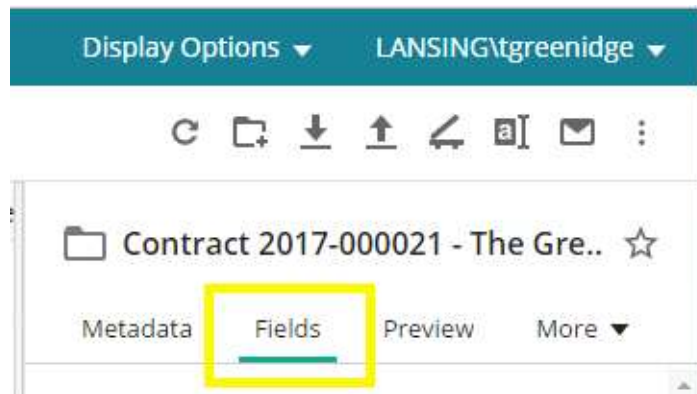 Display Options LANSING\tgreenidge
a
Contract 2017-000021 - The Gre..
Metadata Fields Preview More